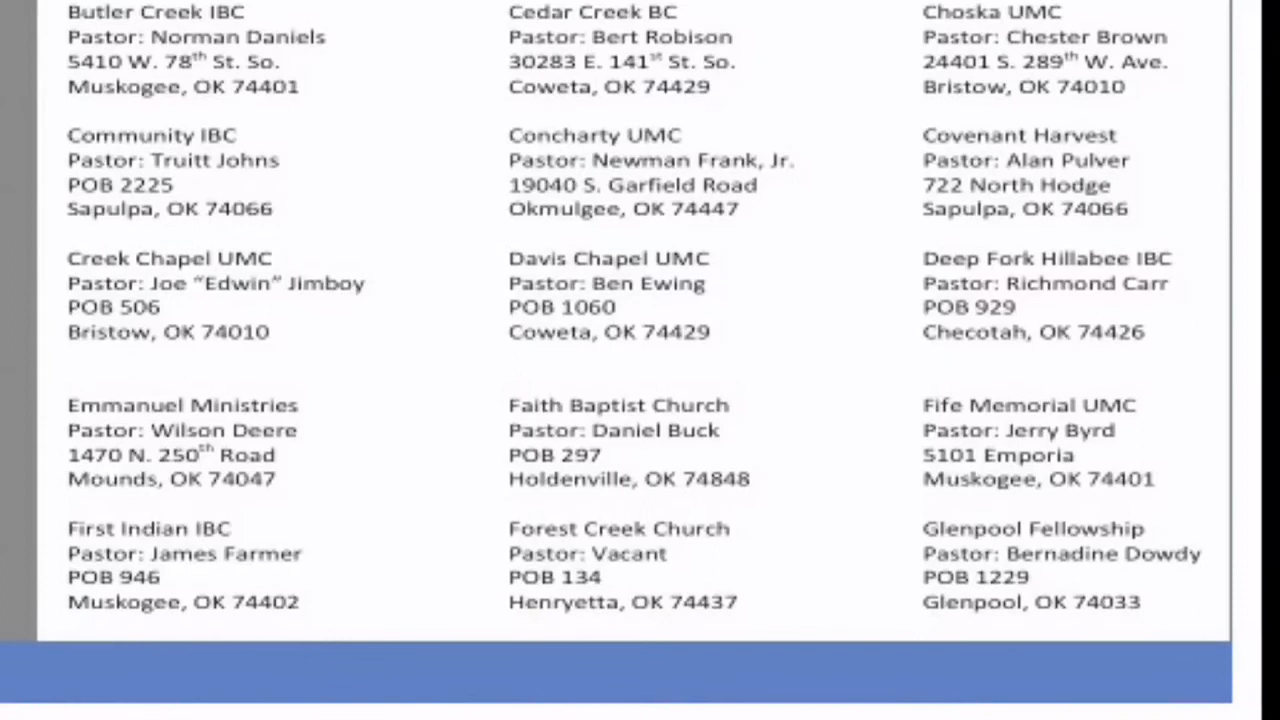 Butler Creek IBC
Pastor: Norman Daniels
5410 W. 78th St. So.
Muskogee, OK 74401
Cedar Creek BC
Pastor: Bert Robison
30283 E. 141st St. So.
Coweta, OK 74429
Choska UMC
Pastor: Chester Brown
24401 S. 289th W. Ave.
Bristow, OK 74010
Community IBC
Pastor: Truitt Johns
POB 2225
Sapulpa, OK 74066
Concharty UMC
Pastor: Newman Frank, Jr.
19040 S. Garfield Road
Okmulgee, OK 74447
Covenant Harvest
Pastor: Alan Pulver
722 North Hodge
Sapulpa, OK 74066
Creek Chapel UMC
Pastor: Joe “Edwin” Jimboy
POB 506
Bristow, OK 74010
Davis Chapel UMC
Pastor: Ben Ewing
POB 1060
Coweta, OK 74429
Deep Fork Hillabee IBC
Pastor: Richmond Carr
POB 929
Checotah, OK 74426
Emmanuel Ministries
Pastor: Wilson Deere
1470 N. 250th Road
Mounds, OK 74047
Faith Baptist Church
Pastor: Daniel Buck
POB 297
Holdenville, OK 74848
Fife Memorial UMC
Pastor: Jerry Byrd
5101 Emporia
Muskogee, OK 74401
First Indian IBC
Pastor: James Farmer
POB 946
Muskogee, OK 74402
Forest Creek Church
Pastor: Vacant
POB 134
Henryetta, OK 74437
Glenpool Fellowship
Pastor: Bernadine Dowdy
POB 1229
Glenpool, OK 74033